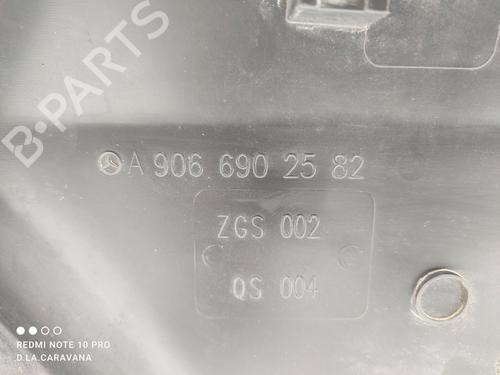 B-PARTS
A 906 690 25 82
ZGS 002
QS 004
REDMI NOTE 10 PRO
D.LA.CARAVANA